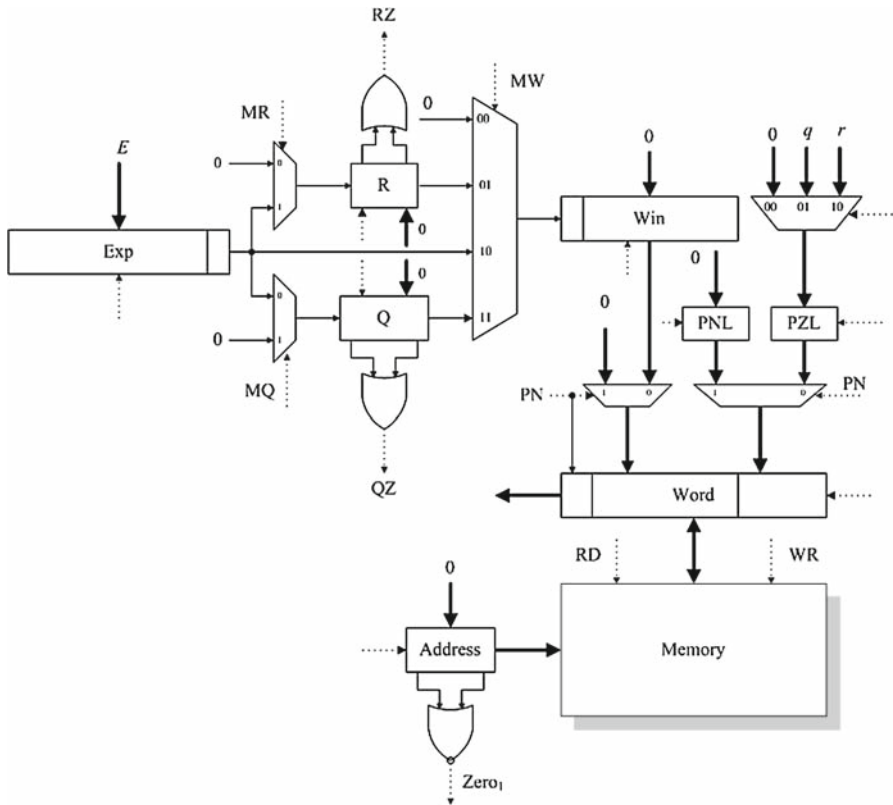 RZ
MW
0
00
MR
E
0
0
R
01
0
q
r
00
01
10
0
Win
1
0
Exp
10
0
0
0
PNL
PZL
Q
11
0
0
1
MQ
PN
1
0
1
0
PN
QZ
Word
RD
WR
0
Address
Memory
Zero1